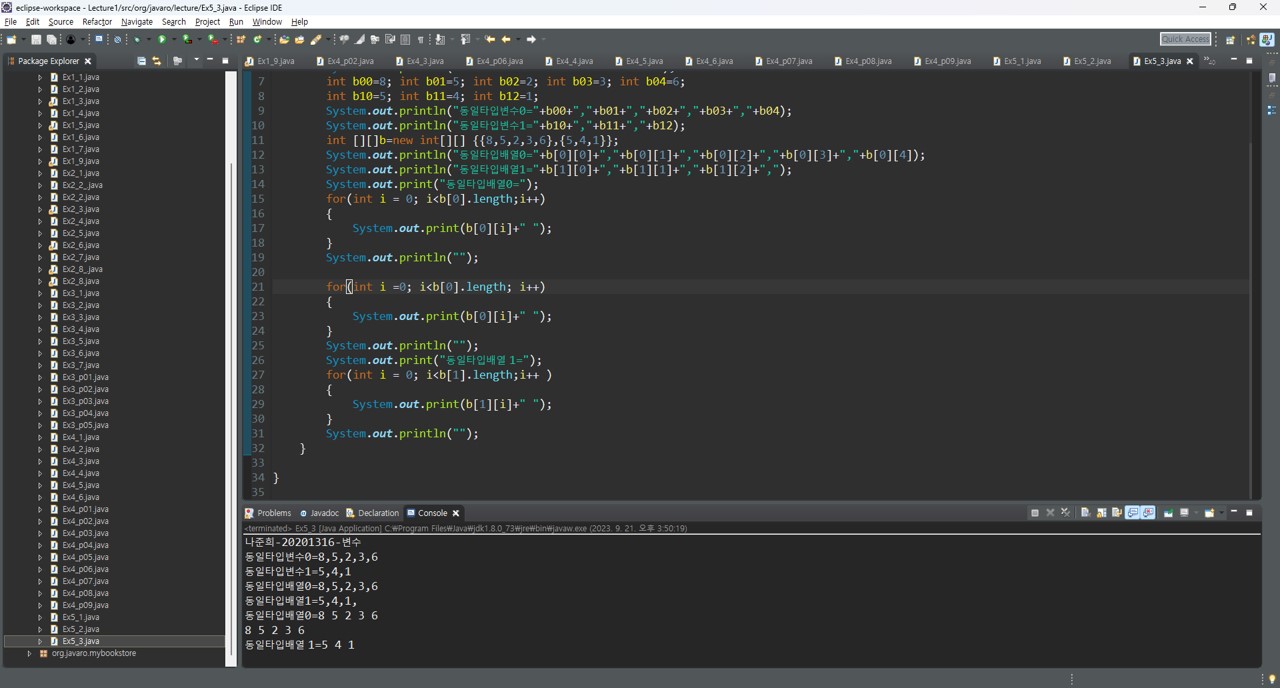 eclipse-workspace - Lecture1/src/org/javaro/lecture/Ex5_3.java - Eclipse IDE
File Edit Source Refactor Navigate Search Project Run Window Help
Quick Access
Package Explorer
Ex1_9.java Ex4_p02.java Ex4_3.java Ex4_p06.java Ex4_4.java Ex4_5.java Ex4_6.java Ex4_p07.java Ex4_p08.java Ex4_p09.java Ex5_1.java Ex5_2.java Ex5_3.java
Ex1_1.java
Ex1_2.java
Ex1_3.java
Ex1_4.java
Ex1_5.java
Ex1_6.java
Ex1_7.java
Ex1_9.java
Ex2_1.java
Ex2_2_.java
Ex2_2.java
Ex2_3.java
Ex2_4.java
Ex2_5.java
Ex2_6.java
Ex2_7.java
Ex2_8_.java
Ex2_8.java
Ex3_1.java
Ex3_2.java
Ex3_3.java
Ex3_4.java
Ex3_5.java
Ex3_6.java
Ex3_7.java
Ex3_p01.java
Ex3_p02.java
Ex3_p03.java
Ex3_p04.java
Ex3_p05.java
Ex4_1.java
Ex4_2.java
Ex4_3.java
Ex4_4.java
Ex4_5.java
Ex4_6.java
Ex4_p01.java
Ex4_p02.java
Ex4_p03.java
Ex4_p04.java
Ex4_p05.java
Ex4_p06.java
Ex4_p07.java
Ex4_p08.java
Ex4_p09.java
Ex5_1.java
Ex5_2.java
Ex5_3.java
org.javaro.mybookstore
7 int b00=8; int b01=5; int b02=2; int b03=3; int b04=6;
8 int b10=5; int b11=4; int b12=1;
9 System.out.println("동일타입변수0="+b00+","+b01+","+b02+","+b03+","+b04);
10 System.out.println("동일타입변수1="+b10+","+b11+","+b12);
11 int [][]b=new int[][] {{8,5,2,3,6},{5,4,1}};
12 System.out.println("동일타입배열0="+b[0][0]+","+b[0][1]+","+b[0][2]+","+b[0][3]+","+b[0][4]);
13 System.out.println("동일타입배열1="+b[1][0]+","+b[1][1]+","+b[1][2]+",");
14 System.out.print("동일타입배열0=");
15 for(int i = 0; i<b[0].length;i++)
16 {
17 System.out.print(b[0][i]+" ");
18 }
19 System.out.println("");
20
21 for(int i =0; i<b[0].length; i++)
22 {
23 System.out.print(b[0][i]+" ");
24 }
25 System.out.println("");
26 System.out.print("동일타입배열 1=");
27 for(int i = 0; i<b[1].length;i++ )
28 {
29 System.out.print(b[1][i]+" ");
30 }
31 System.out.println("");
32 }
33
34 }
35
Problems Javadoc Declaration Console
<terminated> Ex5_3 [Java Application] C:₩Program Files₩Java₩jdk1.8.0_73₩jre₩bin₩javaw.exe (2023. 9. 21. 오후 3:50:19)
나준희-20201316-변수
동일타입변수0=8,5,2,3,6
동일타입변수1=5,4,1
동일타입배열0=8,5,2,3,6
동일타입배열1=5,4,1,
동일타입배열0=8 5 2 3 6
8 5 2 3 6
동일타입배열 1=5 4 1